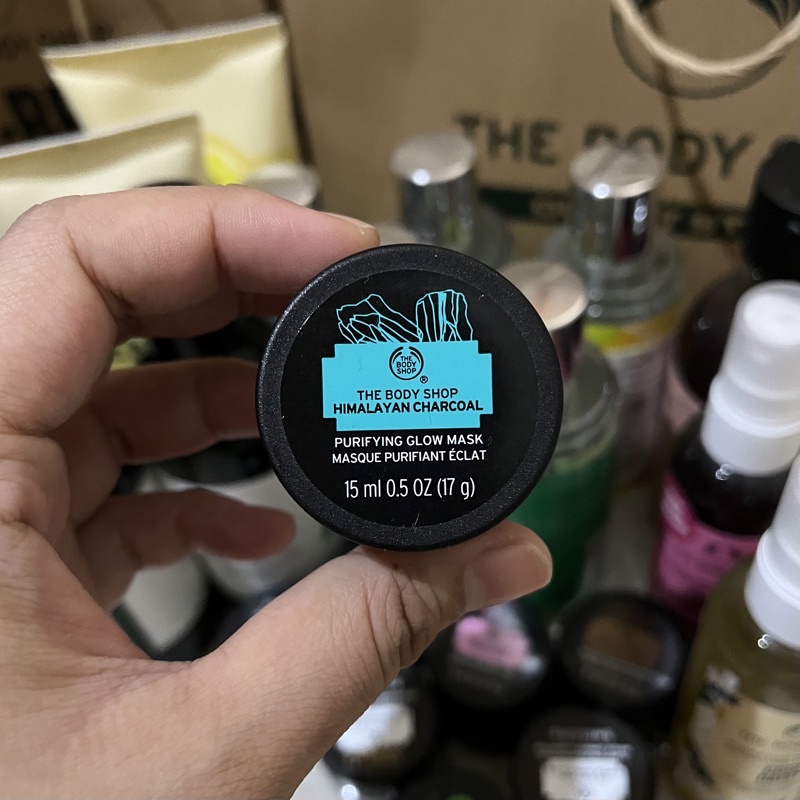 THE BODY
THE
BODY
SHOP
®
THE BODY SHOP
HIMALAYAN CHARCOAL
PURIFYING GLOW MASK
MASQUE PURIFIANT ÉCLAT
15 ml 0.5 OZ (17 g)